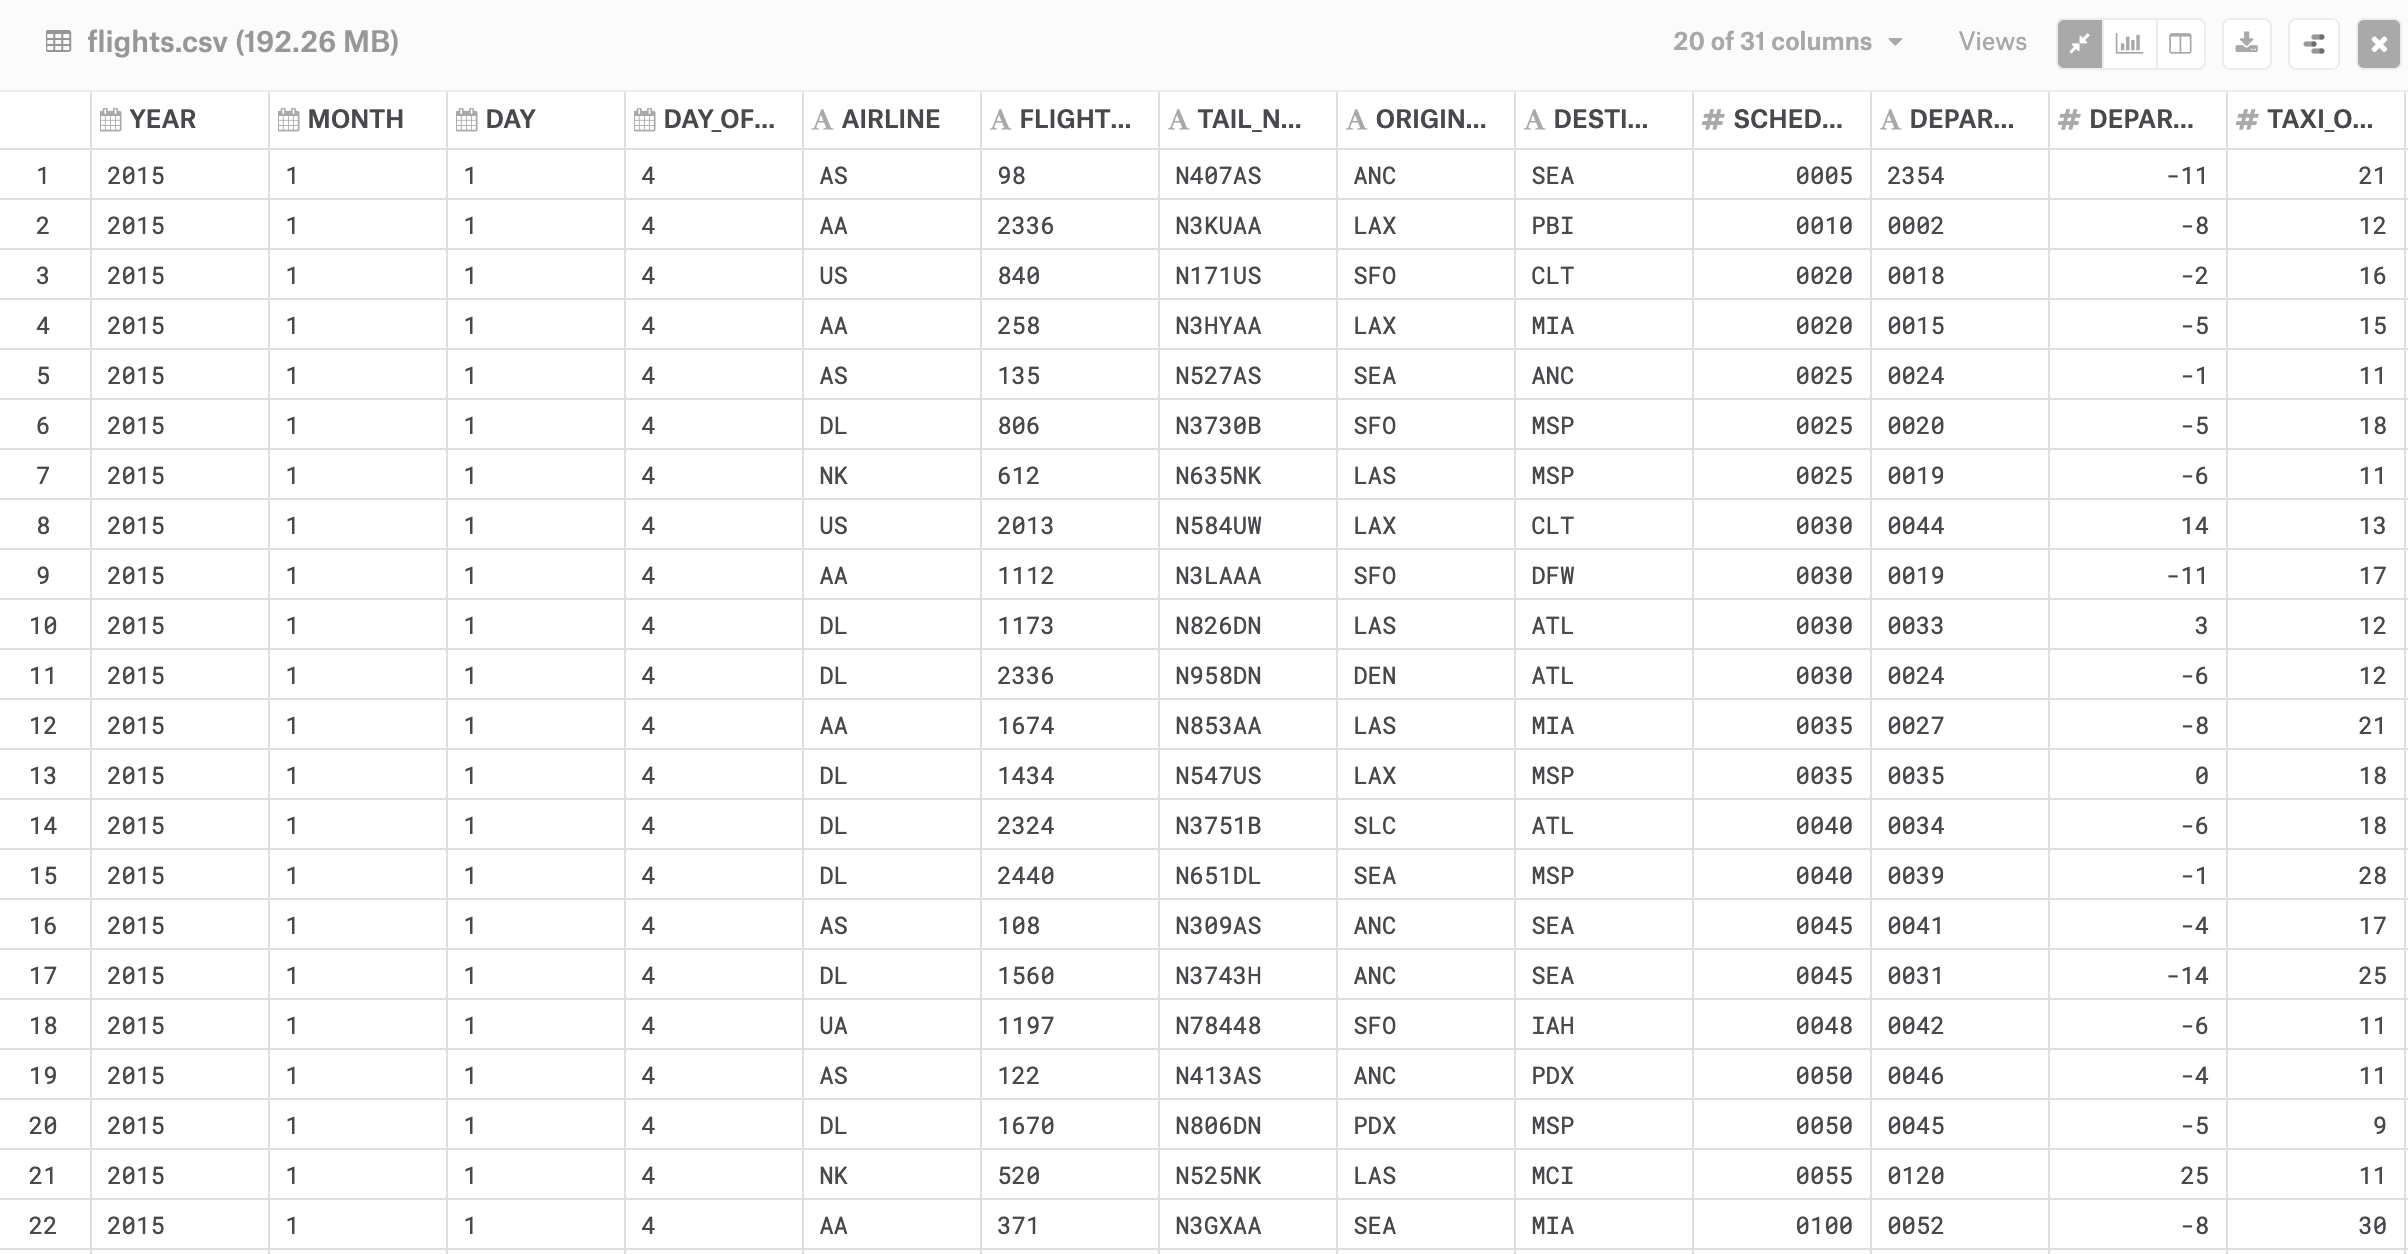 flights.csv (192.26 MB) 20 of 31 columns Views
YEAR MONTH DAY DAY_OF... AIRLINE FLIGHT... TAIL_N... ORIGIN... DESTI... SCHED... DEPAR... DEPAR... TAXI_O...
1 2015 1 1 4 AS 98 N407AS ANC SEA 0005 2354 -11 21
2 2015 1 1 4 AA 2336 N3KUAA LAX PBI 0010 0002 -8 12
3 2015 1 1 4 US 840 N171US SFO CLT 0020 0018 -2 16
4 2015 1 1 4 AA 258 N3HYAA LAX MIA 0020 0015 -5 15
5 2015 1 1 4 AS 135 N527AS SEA ANC 0025 0024 -1 11
6 2015 1 1 4 DL 806 N3730B SFO MSP 0025 0020 -5 18
7 2015 1 1 4 NK 612 N635NK LAS MSP 0025 0019 -6 11
8 2015 1 1 4 US 2013 N584UW LAX CLT 0030 0044 14 13
9 2015 1 1 4 AA 1112 N3LAAA SFO DFW 0030 0019 -11 17
10 2015 1 1 4 DL 1173 N826DN LAS ATL 0030 0033 3 12
11 2015 1 1 4 DL 2336 N958DN DEN ATL 0030 0024 -6 12
12 2015 1 1 4 AA 1674 N853AA LAS MIA 0035 0027 -8 21
13 2015 1 1 4 DL 1434 N547US LAX MSP 0035 0035 0 18
14 2015 1 1 4 DL 2324 N3751B SLC ATL 0040 0034 -6 18
15 2015 1 1 4 DL 2440 N651DL SEA MSP 0040 0039 -1 28
16 2015 1 1 4 AS 108 N309AS ANC SEA 0045 0041 -4 17
17 2015 1 1 4 DL 1560 N3743H ANC SEA 0045 0031 -14 25
18 2015 1 1 4 UA 1197 N78448 SFO IAH 0048 0042 -6 11
19 2015 1 1 4 AS 122 N413AS ANC PDX 0050 0046 -4 11
20 2015 1 1 4 DL 1670 N806DN PDX MSP 0050 0045 -5 9
21 2015 1 1 4 NK 520 N525NK LAS MCI 0055 0120 25 11
22 2015 1 1 4 AA 371 N3GXAA SEA MIA 0100 0052 -8 30